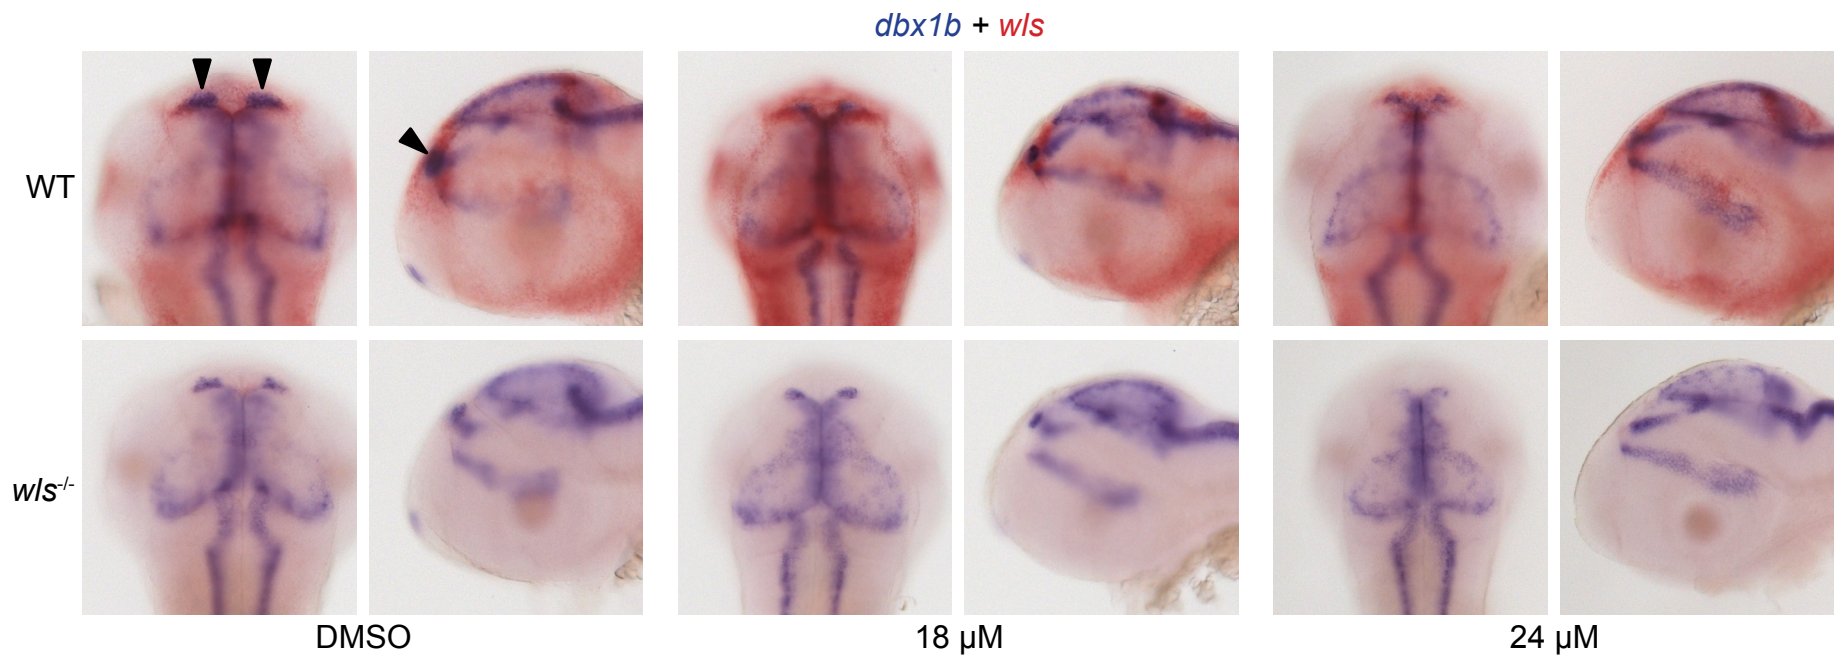 dbx1b + wls
WT
wls-/-
DMSO
18 µM
24 µM